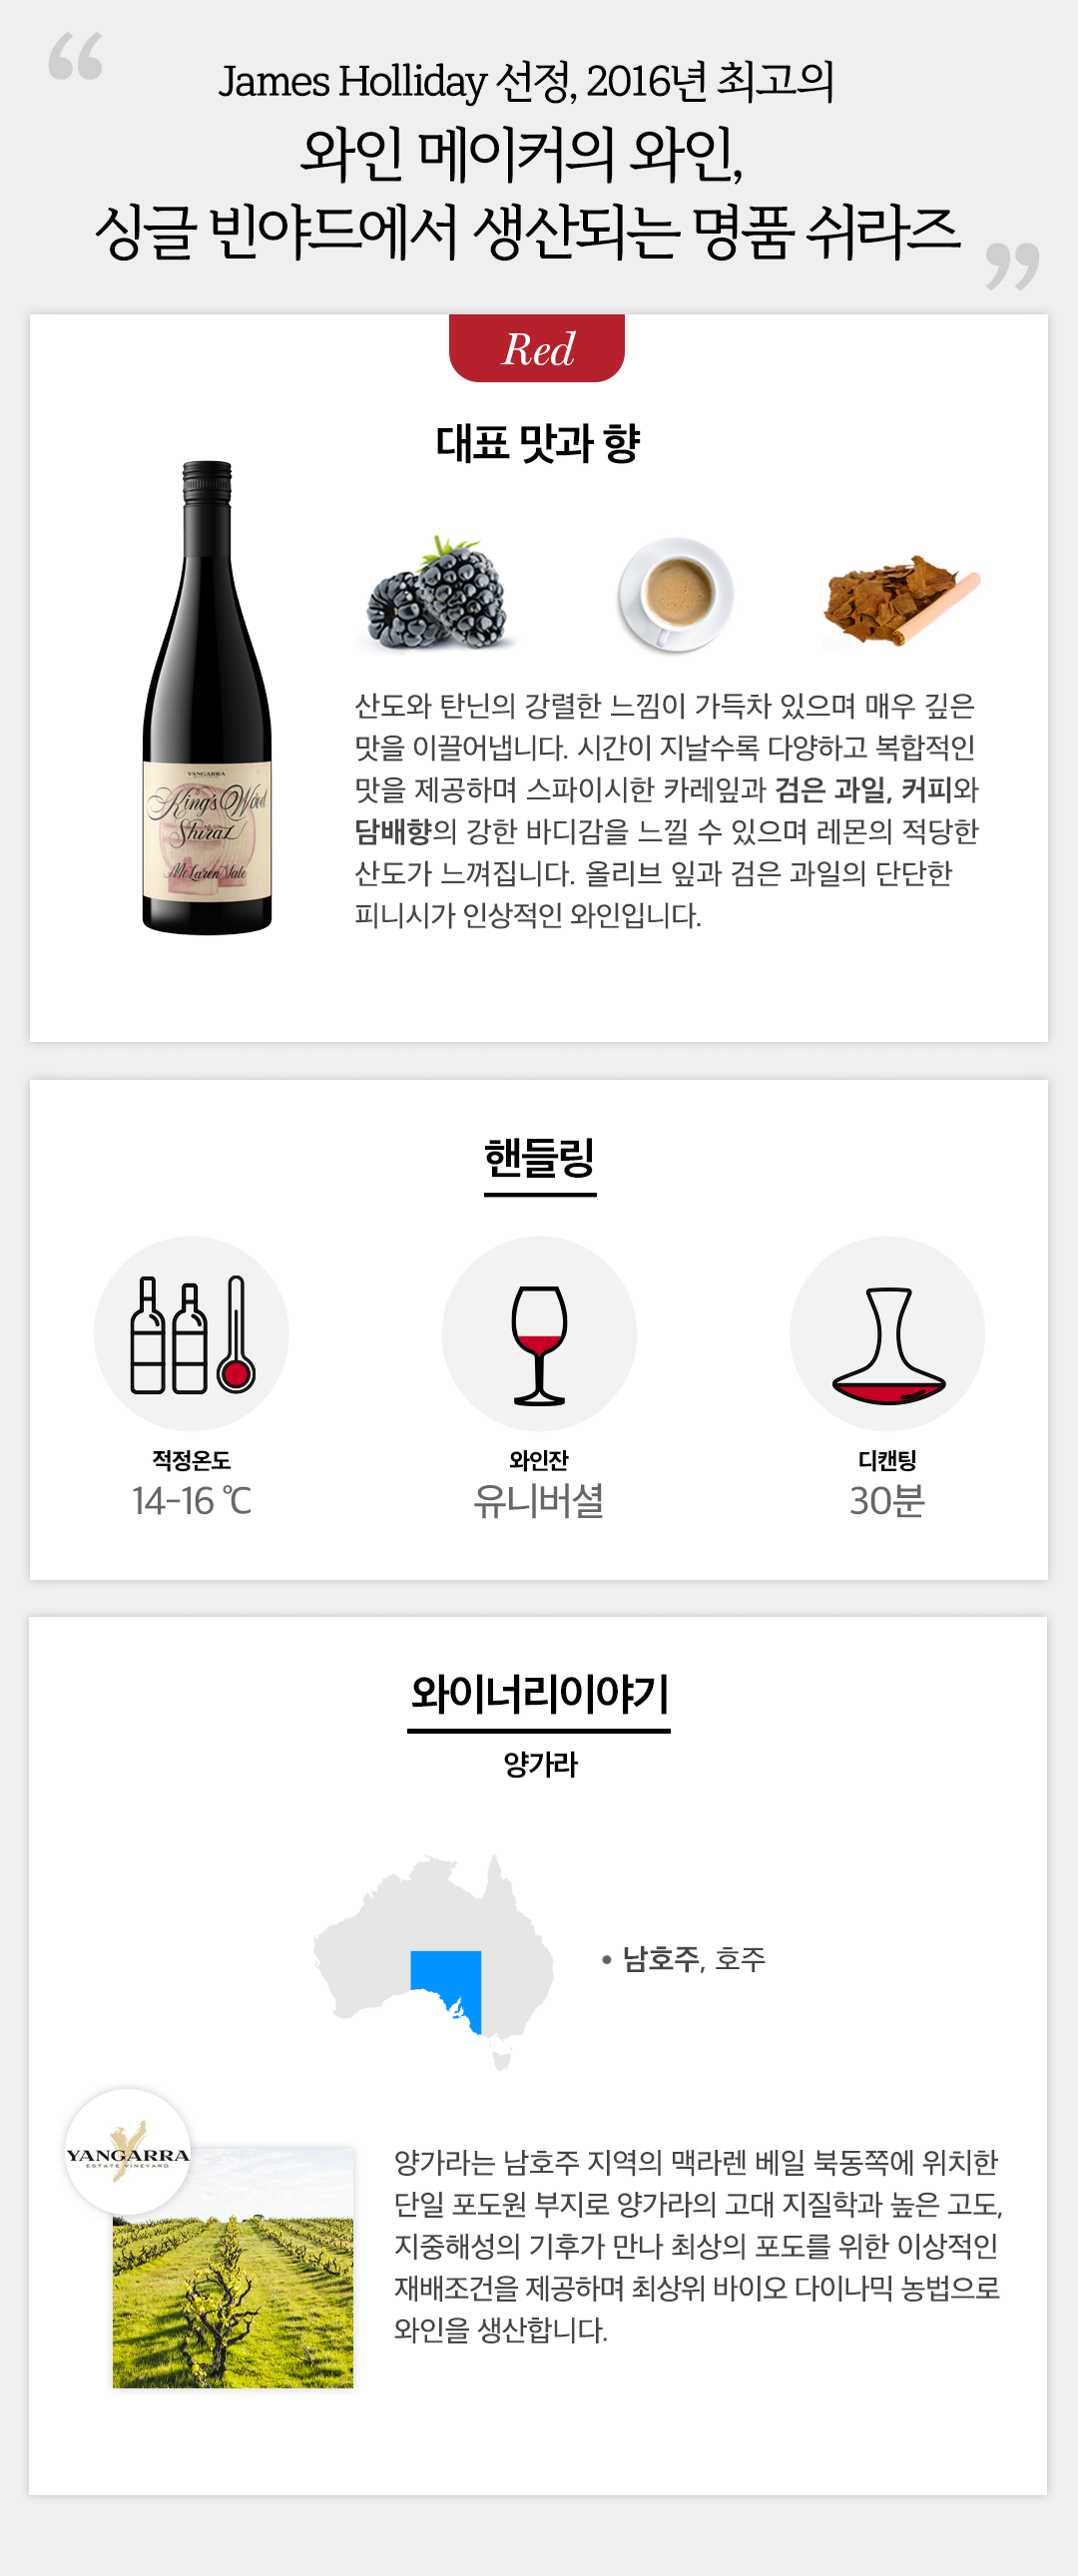 “
James Holliday 선정, 2016년 최고의
와인 메이커의 와인,
싱글 빈야드에서 생산되는 명품 쉬라즈
”
Red
대표 맛과 향
YANGARRA
King's Wood
Shiraz
McLaren Vale
산도와 탄닌의 강렬한 느낌이 가득차 있으며 매우 깊은
맛을 이끌어냅니다. 시간이 지날수록 다양하고 복합적인
맛을 제공하며 스파이시한 카레잎과 검은 과일, 커피와
담배향의 강한 바디감을 느낄 수 있으며 레몬의 적당한
산도가 느껴집니다. 올리브 잎과 검은 과일의 단단한
피니시가 인상적인 와인입니다.
핸들링
적정온도
14-16 ℃
와인잔
유니버셜
디캔팅
30분
와이너리이야기
양가라
• 남호주, 호주
YANGARRA
ESTATE VINEYARD
양가라는 남호주 지역의 맥라렌 베일 북동쪽에 위치한
단일 포도원 부지로 양가라의 고대 지질학과 높은 고도,
지중해성의 기후가 만나 최상의 포도를 위한 이상적인
재배조건을 제공하며 최상위 바이오 다이나믹 농법으로
와인을 생산합니다.